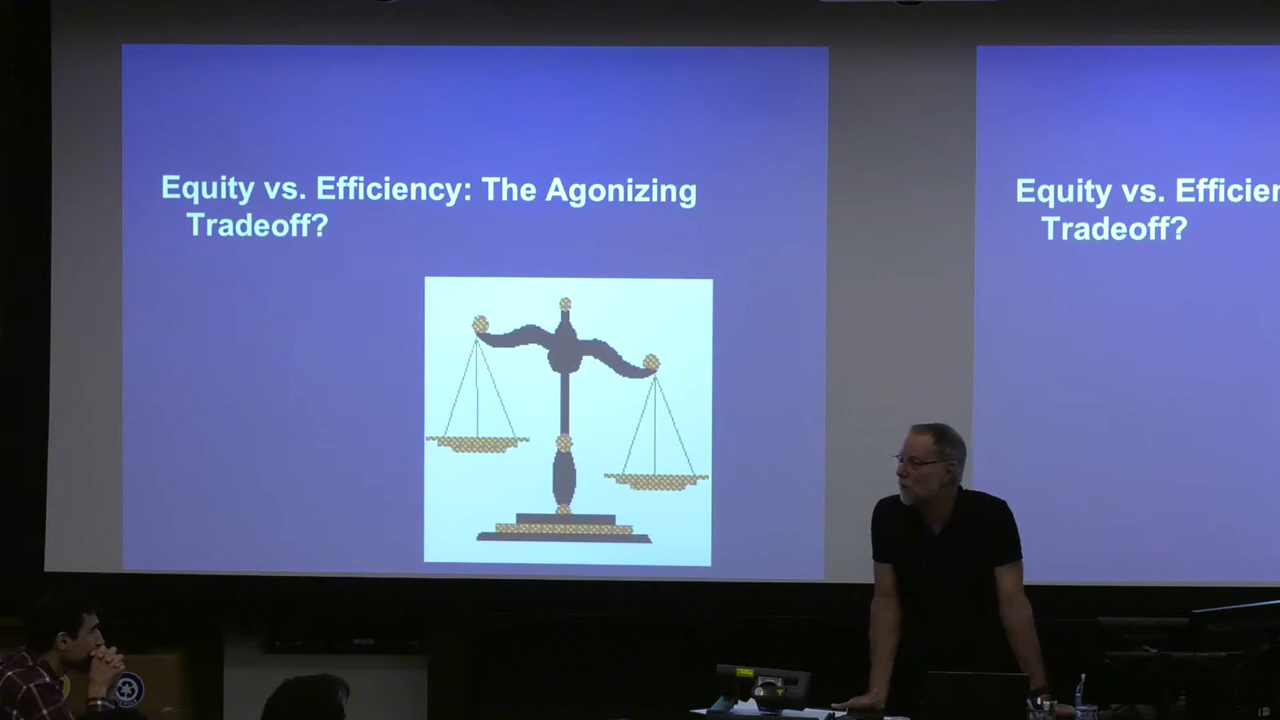 Equity vs. Efficiency: The Agonizing
Tradeoff?
Equity vs. Efficien
Tradeoff?